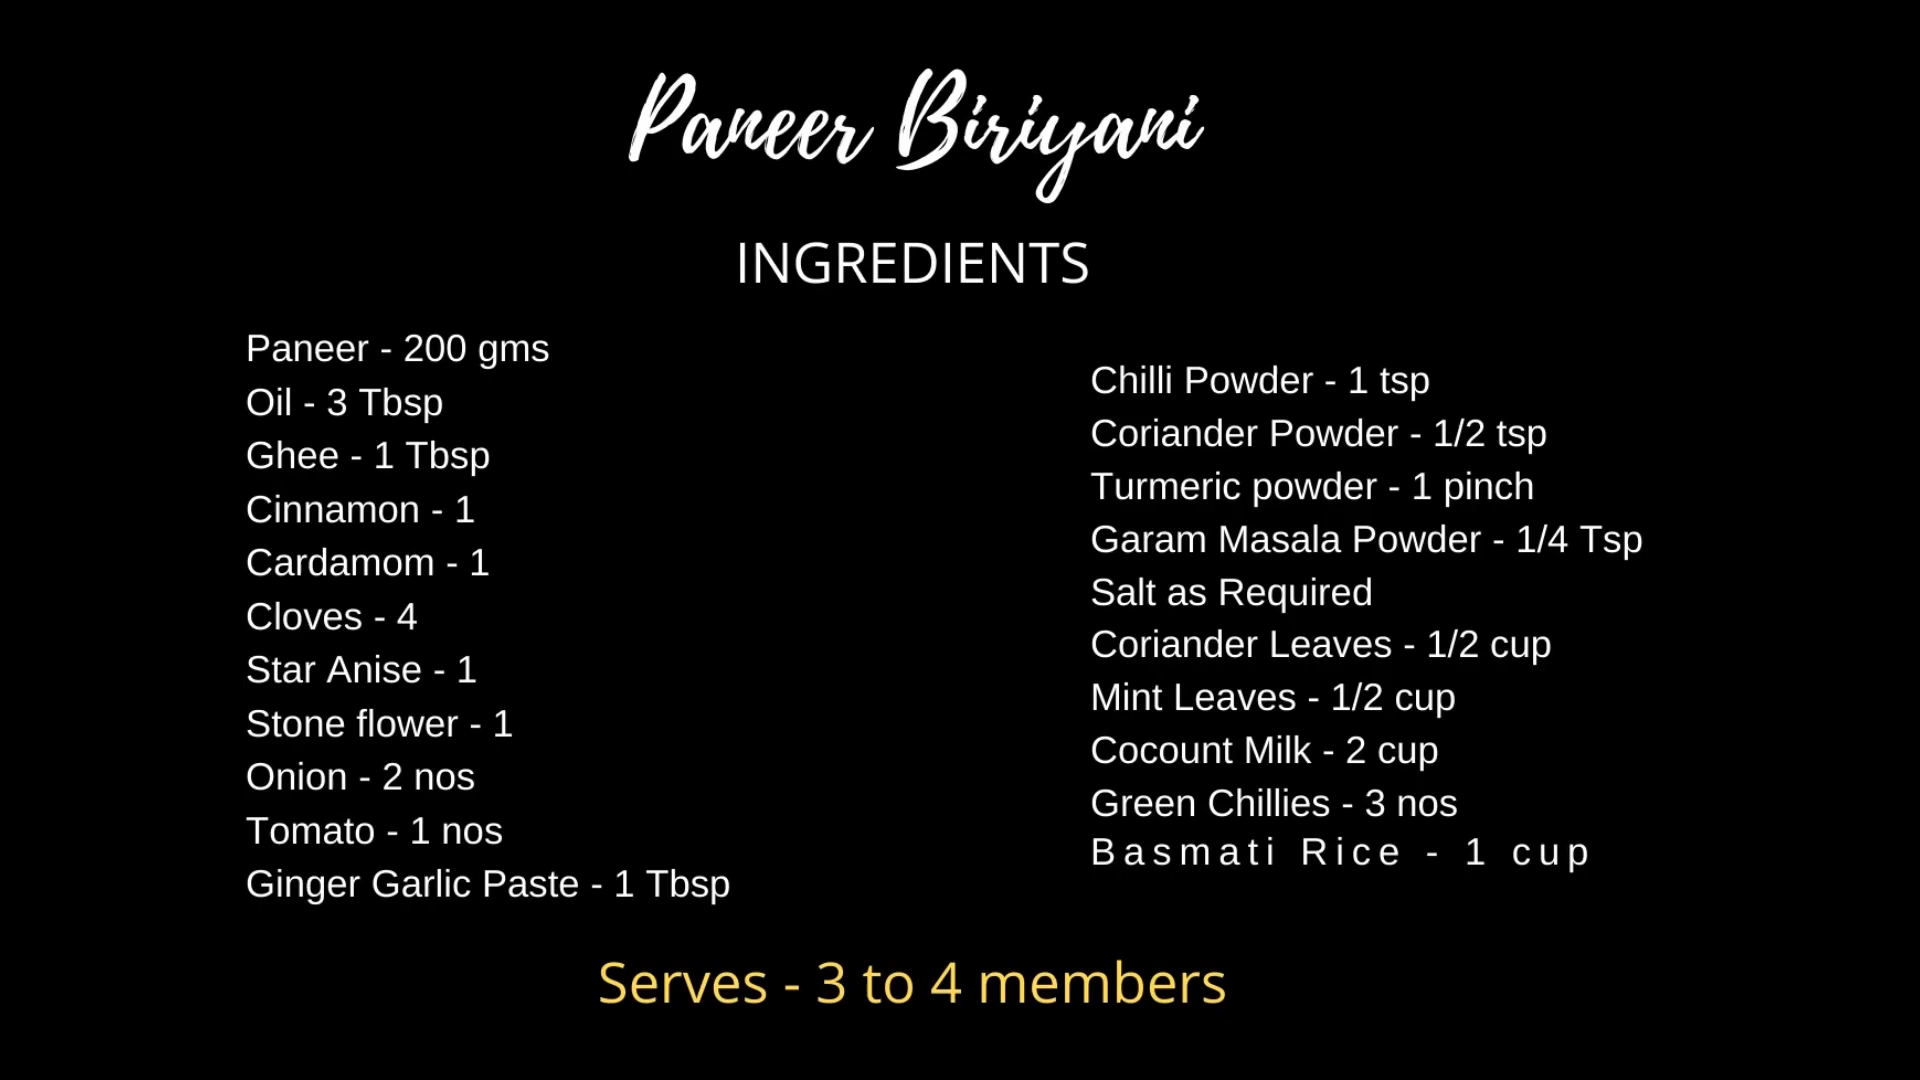 Paneer Biriyani
INGREDIENTS
Paneer - 200 gms
Oil - 3 Tbsp
Ghee - 1 Tbsp
Cinnamon - 1
Cardamom - 1
Cloves - 4
Star Anise - 1
Stone flower - 1
Onion - 2 nos
Tomato - 1 nos
Ginger Garlic Paste - 1 Tbsp
Chilli Powder - 1 tsp
Coriander Powder - 1/2 tsp
Turmeric powder - 1 pinch
Garam Masala Powder - 1/4 Tsp
Salt as Required
Coriander Leaves - 1/2 cup
Mint Leaves - 1/2 cup
Cocount Milk - 2 cup
Green Chillies - 3 nos
Basmati Rice - 1 cup
Serves - 3 to 4 members